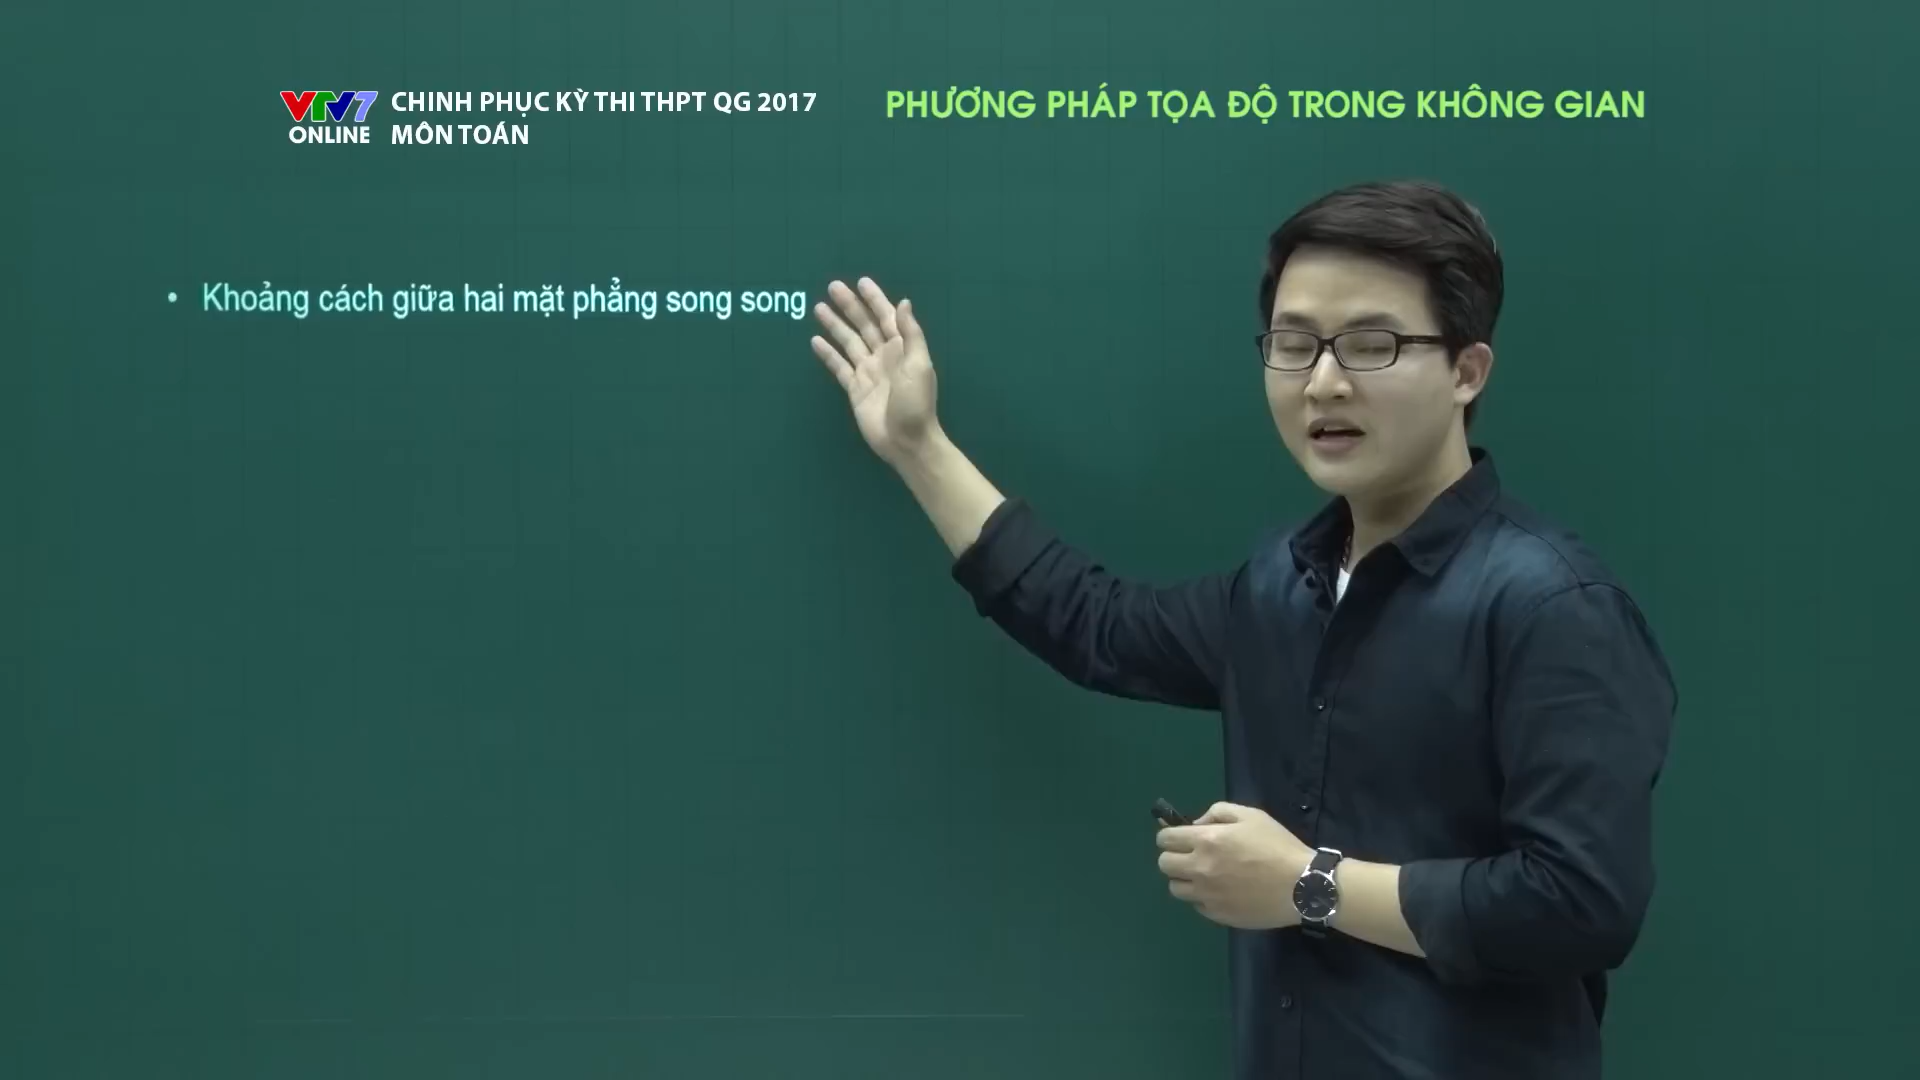 VTV7
ONLINE
CHINH PHỤC KỲ THI THPT QG 2017
MÔN TOÁN
PHƯƠNG PHÁP TỌA ĐỘ TRONG KHÔNG GIAN
• Khoảng cách giữa hai mặt phẳng song song